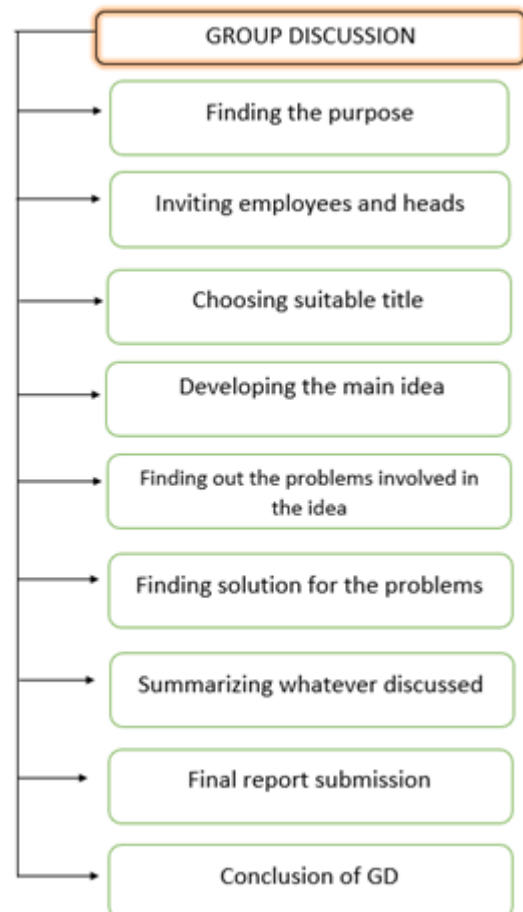 GROUP DISCUSSION
Finding the purpose
Inviting employees and heads
Choosing suitable title
Developing the main idea
Finding out the problems involved in
the idea
Finding solution for the problems
Summarizing whatever discussed
Final report submission
Conclusion of GD